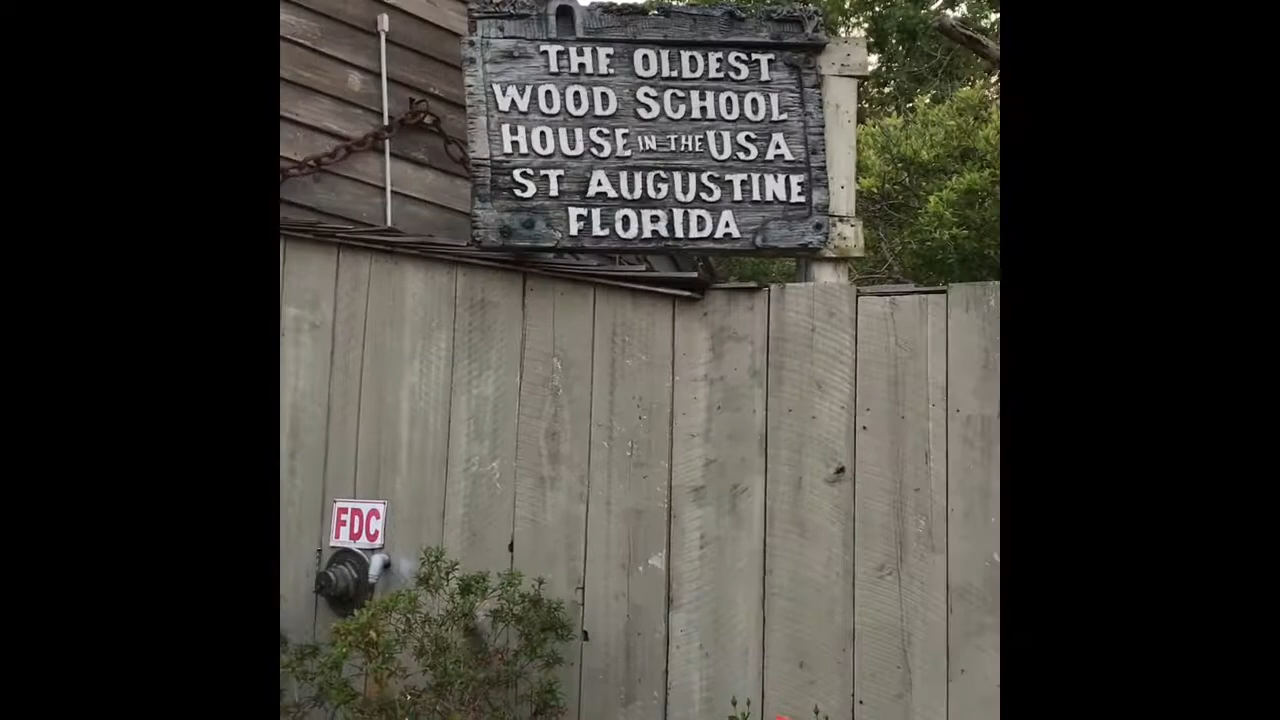 THE OLDEST
WOOD SCHOOL
HOUSE IN THE USA
ST AUGUSTINE
FLORIDA
FDC